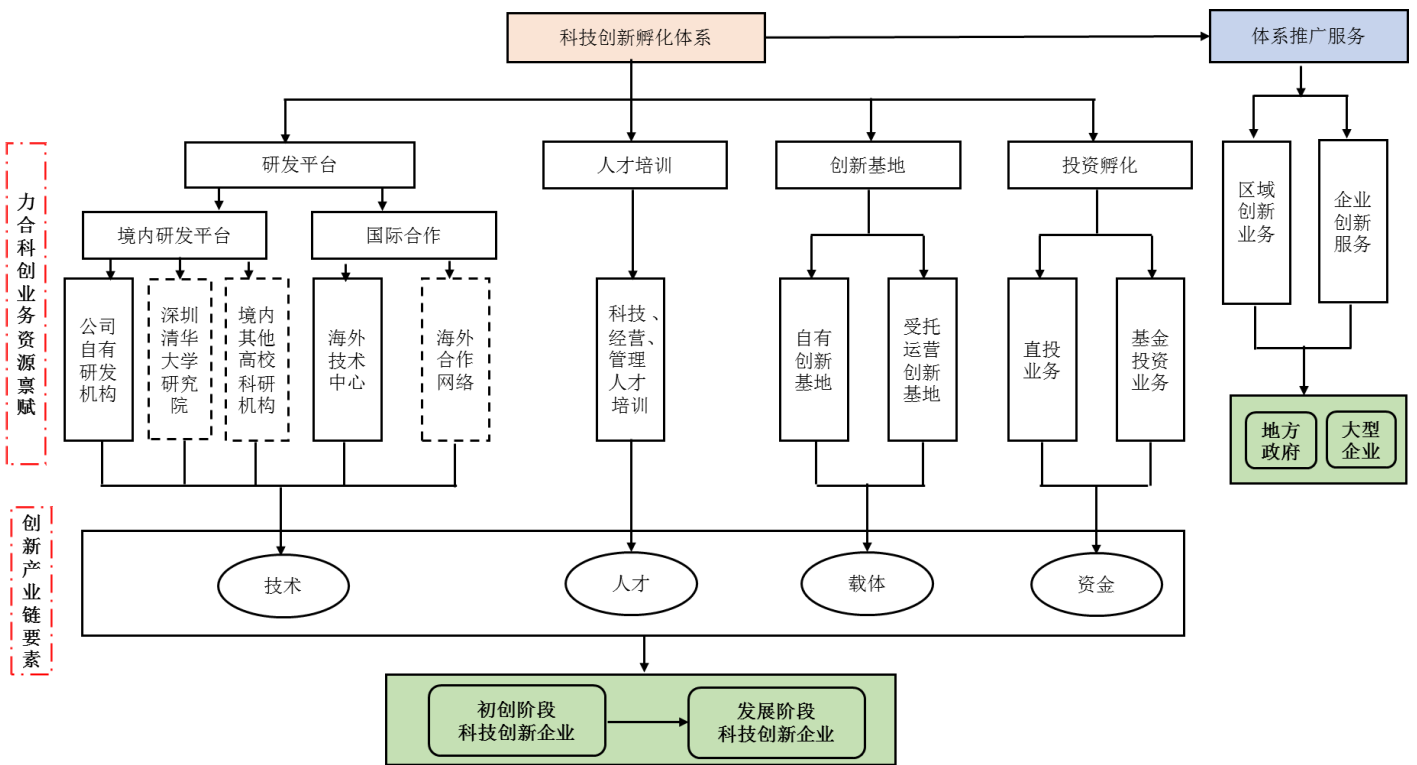 科技创新孵化体系
体系推广服务
研发平台
人才培训
创新基地
投资孵化
区域
创新
业务
企业
创新
服务
力合科创业务资源禀赋
境内研发平台
国际合作
公司
自有
研发
机构
深圳
清华
大学
研究
院
境内
其他
高校
科研
机构
海外
技术
中心
海外
合作
网络
科技、
经营、
管理
人才
培训
自有
创新
基地
受托
运营
创新
基地
直投
业务
基金
投资
业务
地方
政府
大型
企业
创新产业链要素
技术
人才
载体
资金
初创阶段
科技创新企业
发展阶段
科技创新企业